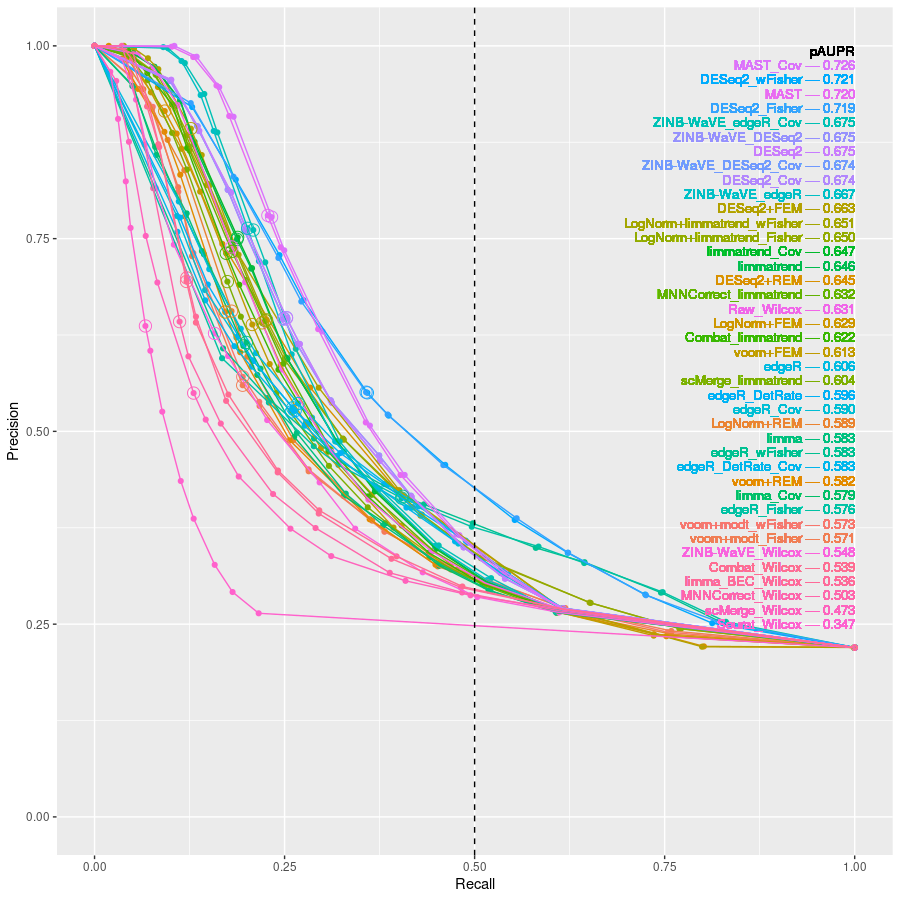 1.00
0.75
0.50
0.25
0.00
Precision
pAUPR
MAST_Cov — 0.726
DESeq2_wFisher — 0.721
MAST — 0.720
DESeq2_Fisher — 0.719
ZINB-WaVE_edgeR_Cov — 0.675
ZINB-WaVE_DESeq2 — 0.675
DESeq2 — 0.675
ZINB-WaVE_DESeq2_Cov — 0.674
DESeq2_Cov — 0.674
ZINB-WaVE_edgeR — 0.667
DESeq2+FEM — 0.663
LogNorm+limmatrend_wFisher — 0.651
LogNorm+limmatrend_Fisher — 0.650
limmatrend_Cov — 0.647
limmatrend — 0.646
DESeq2+REM — 0.645
MNNCorrect_limmatrend — 0.632
Raw_Wilcox — 0.631
LogNorm+FEM — 0.629
Combat_limmatrend — 0.622
voom+FEM — 0.613
edgeR — 0.606
scMerge_limmatrend — 0.604
edgeR_DetRate — 0.596
edgeR_Cov — 0.590
LogNorm+REM — 0.589
limma — 0.583
edgeR_wFisher — 0.583
edgeR_DetRate_Cov — 0.583
voom+REM — 0.582
limma_Cov — 0.579
edgeR_Fisher — 0.576
voom+modt_wFisher — 0.573
voom+modt_Fisher — 0.571
ZINB-WaVE_Wilcox — 0.548
Combat_Wilcox — 0.539
limma_BEC_Wilcox — 0.536
MNNCorrect_Wilcox — 0.503
scMerge_Wilcox — 0.473
_Wilcox — 0.347
0.00 0.25 0.50 0.75 1.00
Recall